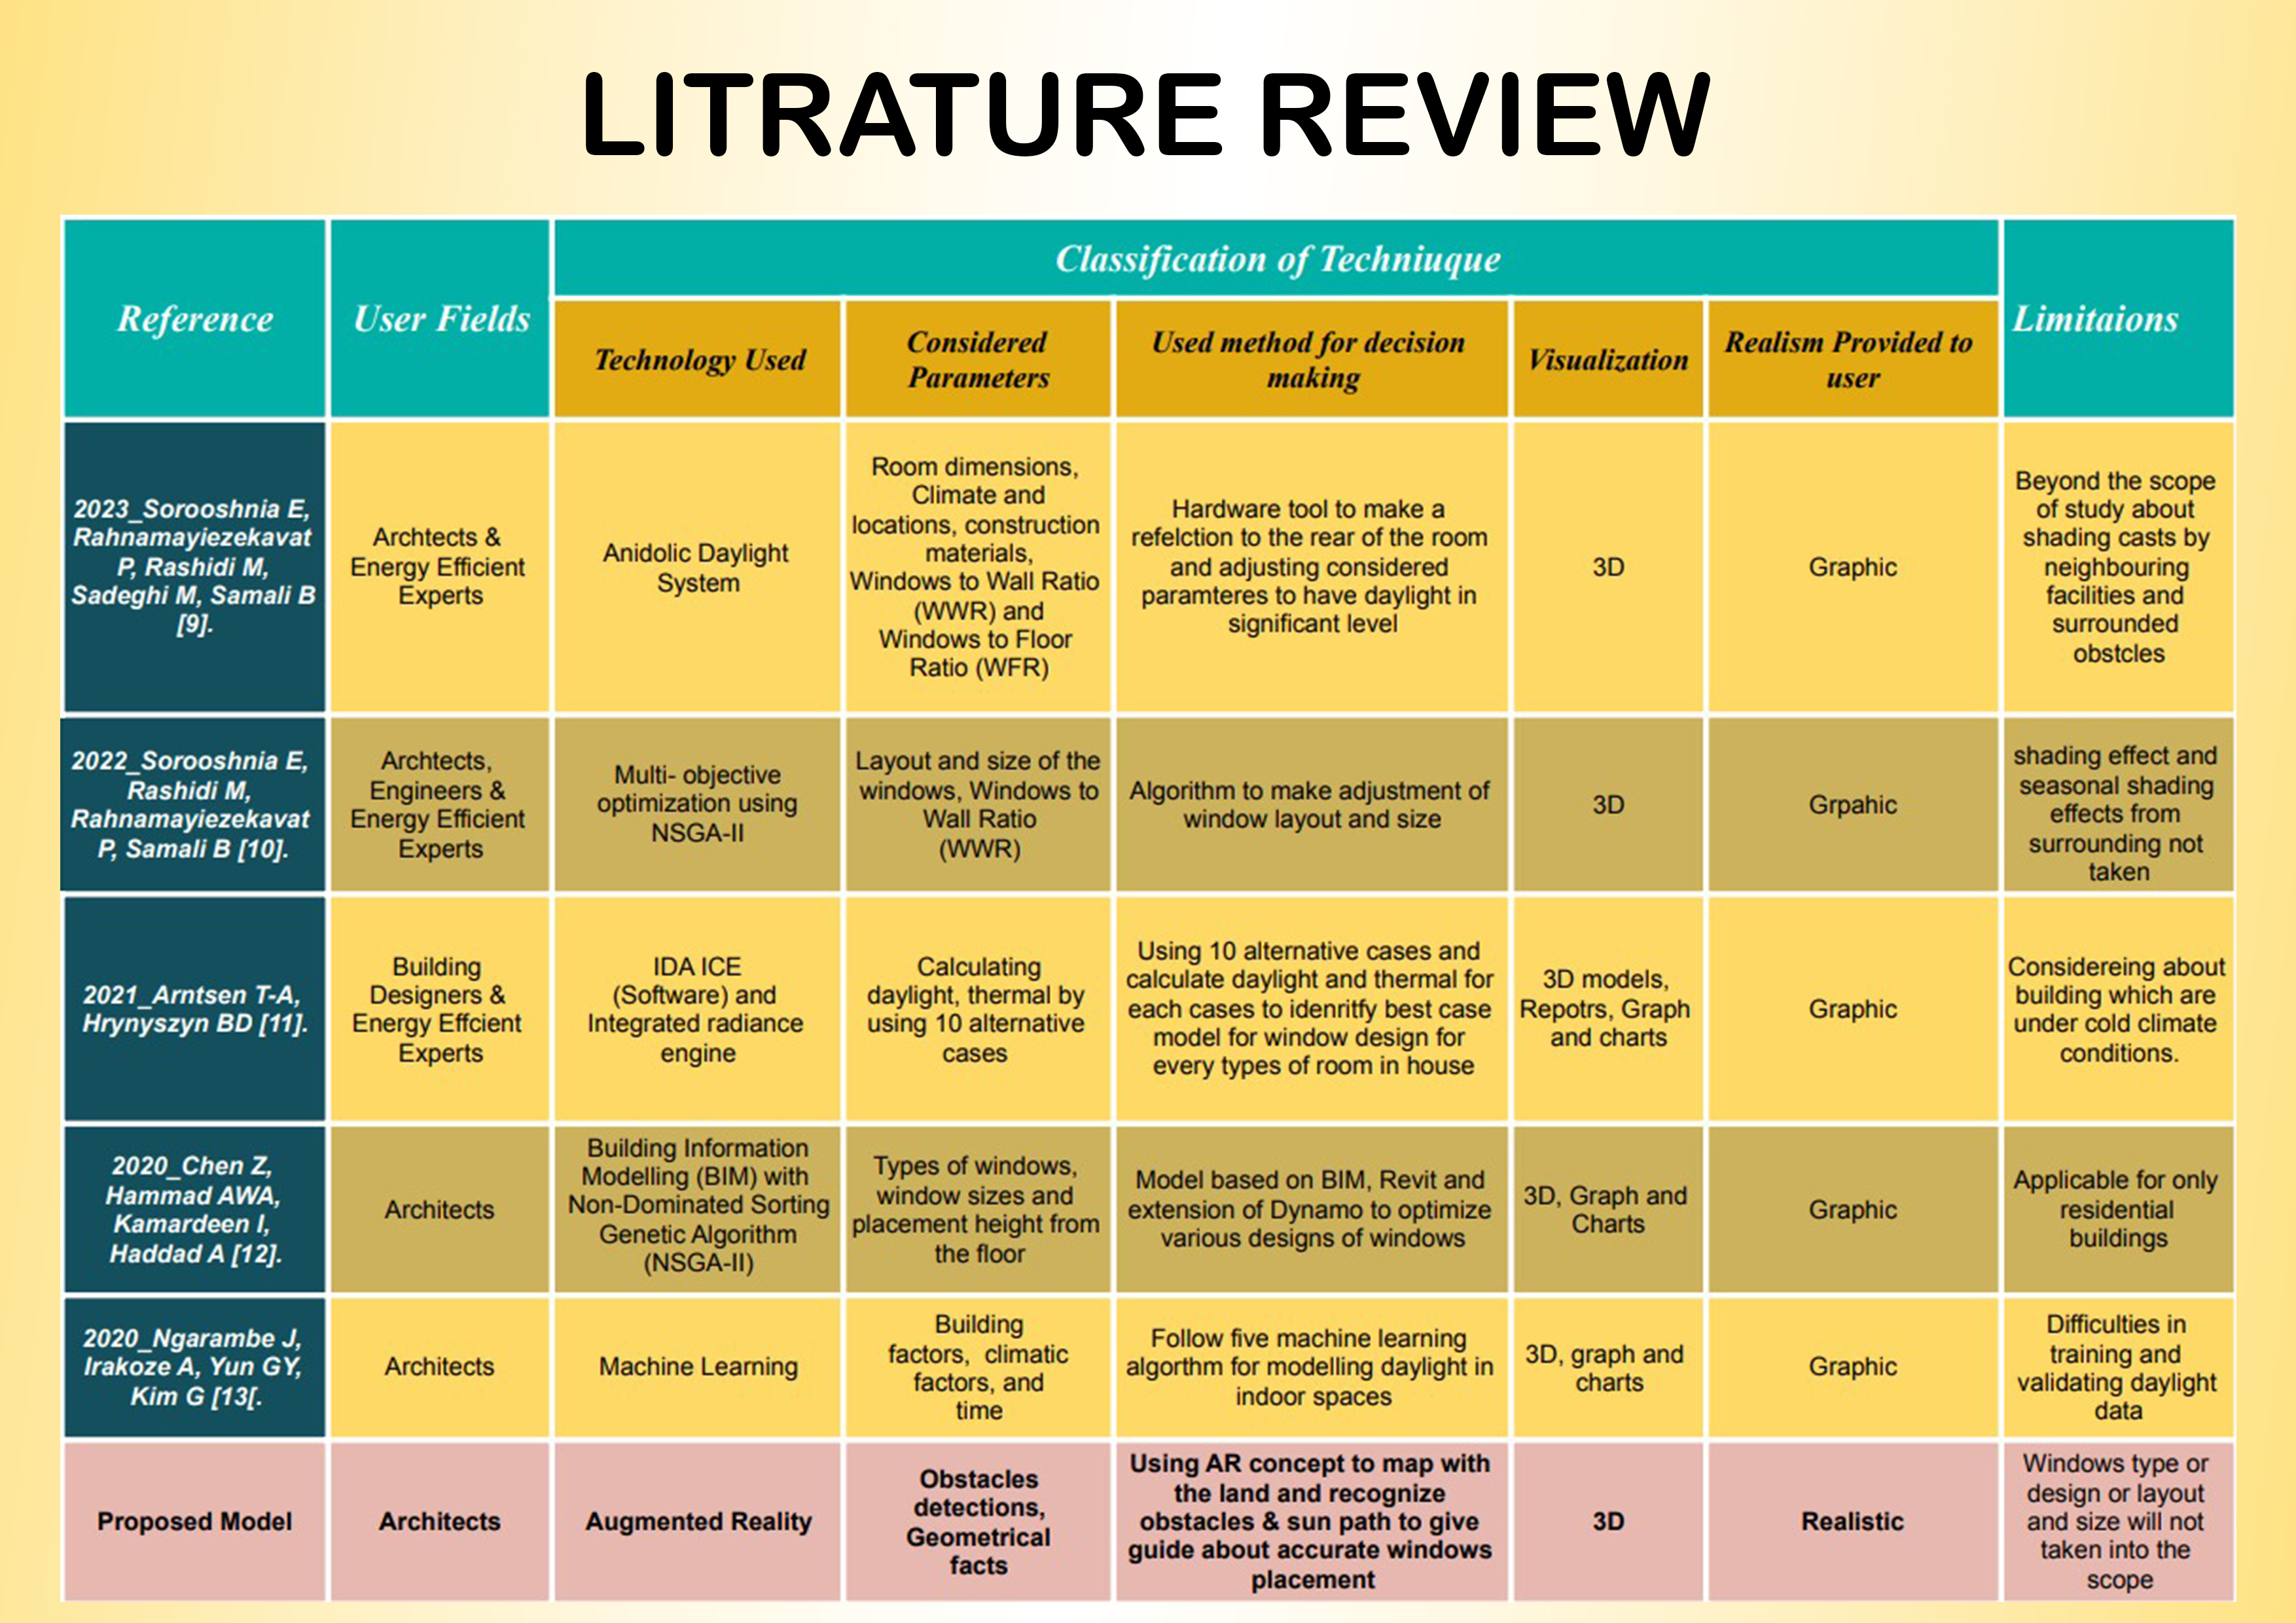 LITRATURE REVIEW
Reference
User Fields
Classification of Techniuque
Limitaions
Technology Used
Considered
Parameters
Used method for decision
making
Visualization
Realism Provided to
user
2023_Sorooshnia E,
Rahnamayiezekavat
P, Rashidi M,
Sadeghi M, Samali B
[9].
Archtects &
Energy Efficient
Experts
Anidolic Daylight
System
Room dimensions,
Climate and
locations, construction
materials,
Windows to Wall Ratio
(WWR) and
Windows to Floor
Ratio (WFR)
Hardware tool to make a
refelction to the rear of the room
and adjusting considered
paramteres to have daylight in
significant level
3D
Graphic
Beyond the scope
of study about
shading casts by
neighbouring
facilities and
surrounded
obstcles
2022_Sorooshnia E,
Rashidi M,
Rahnamayiezekavat
P, Samali B [10].
Archtects,
Engineers &
Energy Efficient
Experts
Multi- objective
optimization using
NSGA-II
Layout and size of the
windows, Windows to
Wall Ratio
(WWR)
Algorithm to make adjustment of
window layout and size
3D
Grpahic
shading effect and
seasonal shading
effects from
surrounding not
taken
2021_Arntsen T-A,
Hrynyszyn BD [11].
Building
Designers &
Energy Effcient
Experts
IDA ICE
(Software) and
Integrated radiance
engine
Calculating
daylight, thermal by
using 10 alternative
cases
Using 10 alternative cases and
calculate daylight and thermal for
each cases to idenritfy best case
model for window design for
every types of room in house
3D models,
Repotrs, Graph
and charts
Graphic
Considereing about
building which are
under cold climate
conditions.
2020_Chen Z,
Hammad AWA,
Kamardeen I,
Haddad A [12].
Architects
Building Information
Modelling (BIM) with
Non-Dominated Sorting
Genetic Algorithm
(NSGA-II)
Types of windows,
window sizes and
placement height from
the floor
Model based on BIM, Revit and
extension of Dynamo to optimize
various designs of windows
3D, Graph and
Charts
Graphic
Applicable for only
residential
buildings
2020_Ngarambe J,
Irakoze A, Yun GY,
Kim G [13[.
Architects
Machine Learning
Building
factors, climatic
factors, and
time
Follow five machine learning
algorthm for modelling daylight in
indoor spaces
3D, graph and
charts
Graphic
Difficulties in
training and
validating daylight
data
Proposed Model
Architects
Augmented Reality
Obstacles
detections,
Geometrical
facts
Using AR concept to map with
the land and recognize
obstacles & sun path to give
guide about accurate windows
placement
3D
Realistic
Windows type or
design or layout
and size will not
taken into the
scope